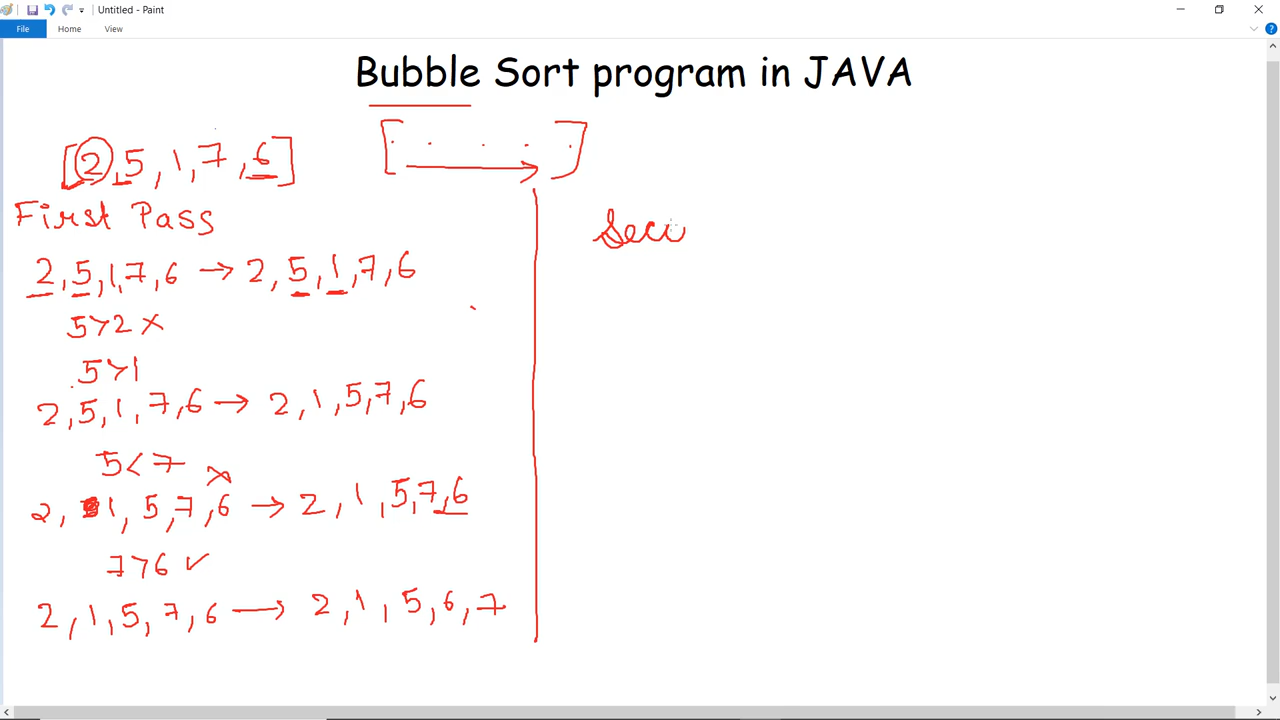 Untitled - Paint
File Home View
Bubble Sort program in JAVA
[2,5,1,7,6]
First Pass
2,5,1,7,6 → 2,5,1,7,6
5>2 ×
5>1
2,5,1,7,6 → 2,1,5,7,6
5<7 ×
2, 1, 5, 7, 6 → 2, 1, 5, 7, 6
7>6 ✓
2, 1, 5, 7, 6 → 2, 1, 5, 6, 7